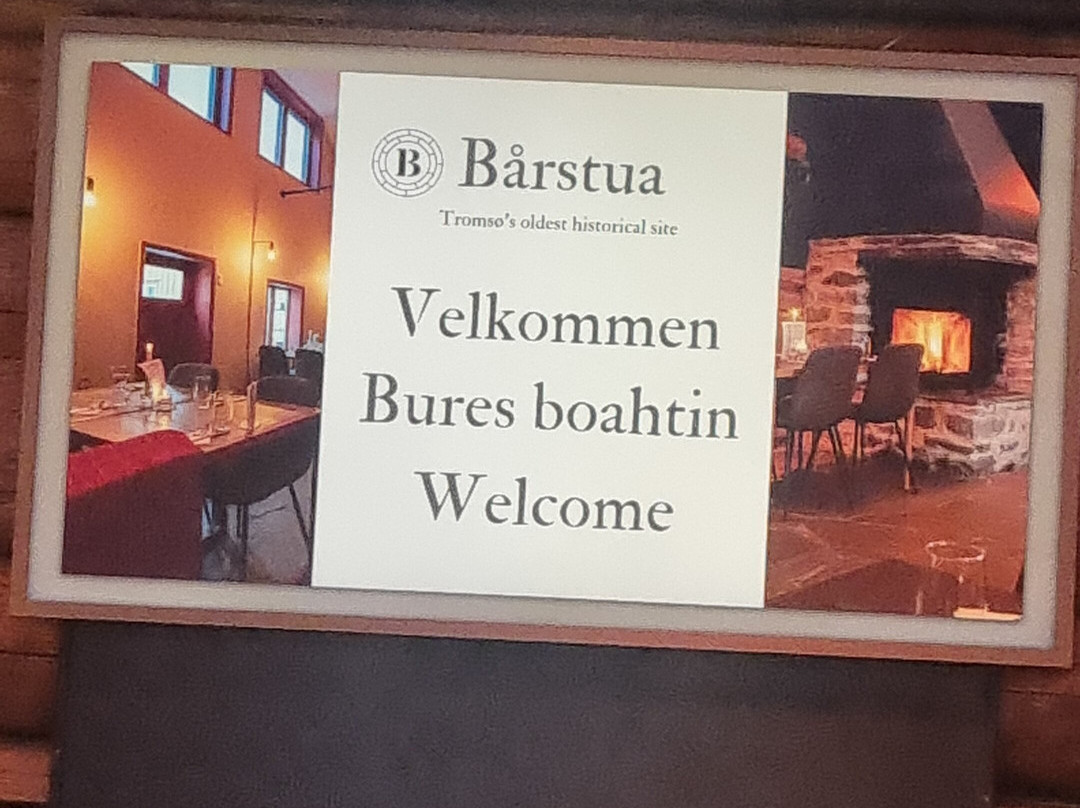 B Bårstua
Tromsø's oldest historical site
Velkommen
Bures boahtin
Welcome